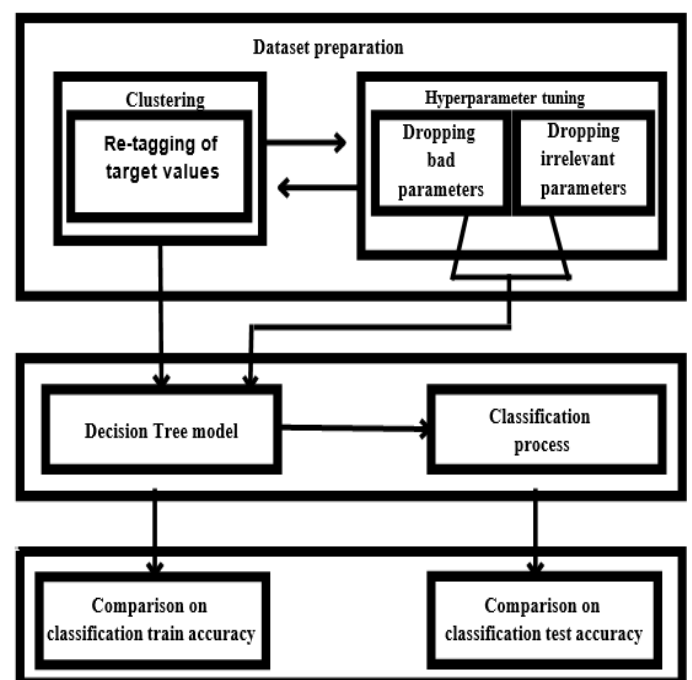 Dataset preparation
Clustering
Re-tagging of
target values
Hyperparameter tuning
Dropping
bad
parameters
Dropping
irrelevant
parameters
Decision Tree model
Classification
process
Comparison on
classification train accuracy
Comparison on
classification test accuracy